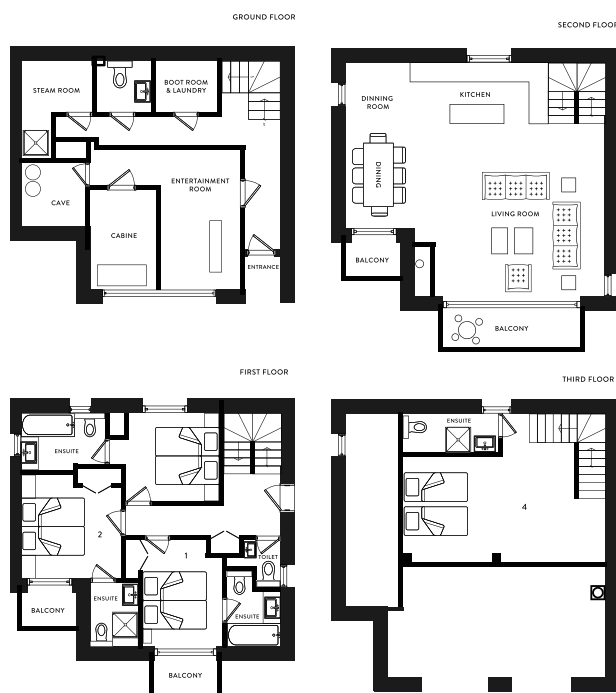 GROUND FLOOR
STEAM ROOM
BOOT ROOM
& LAUNDRY
ENTERTAINMENT
ROOM
CAVE
CABINE
ENTRANCE
SECOND FLOOR
KITCHEN
DINNING
ROOM
DINING
LIVING ROOM
BALCONY
BALCONY
FIRST FLOOR
ENSUITE
2
1
TOILET
ENSUITE
BALCONY
ENSUITE
BALCONY
THIRD FLOOR
ENSUITE
4